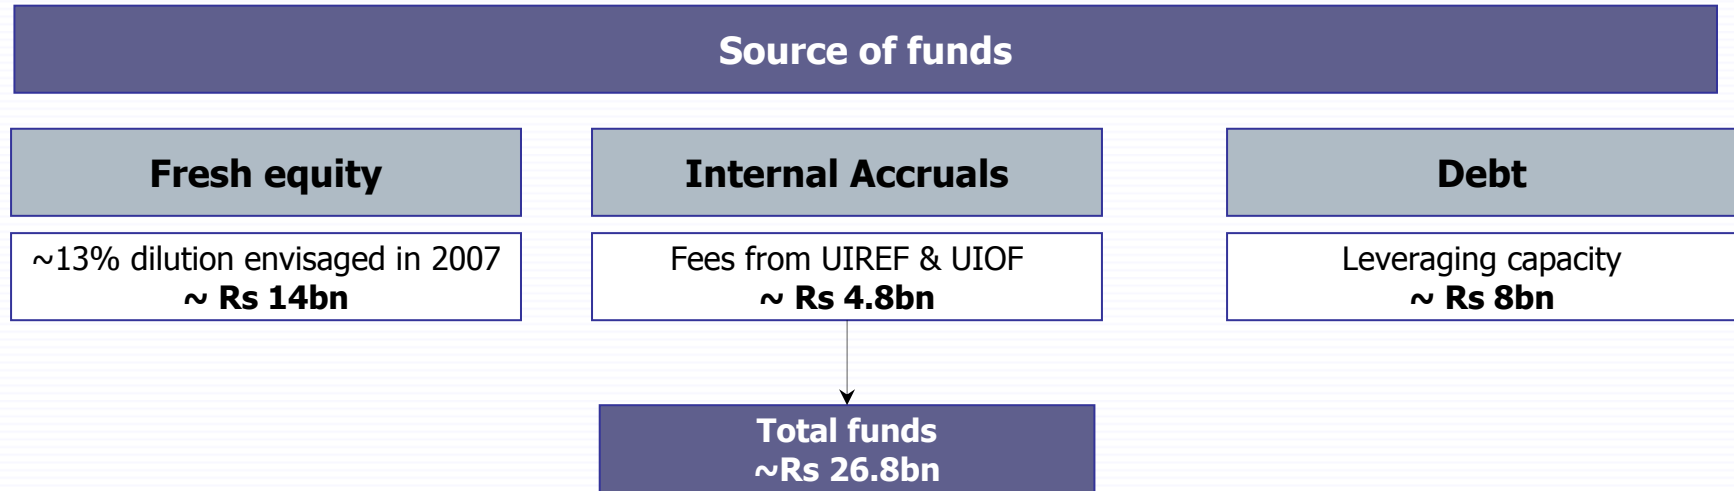 Source of funds
Fresh equity
~13% dilution envisaged in 2007
~ Rs 14bn
Internal Accruals
Fees from UIREF & UIOF
~ Rs 4.8bn
Debt
Leveraging capacity
~ Rs 8bn
Total funds
~Rs 26.8bn